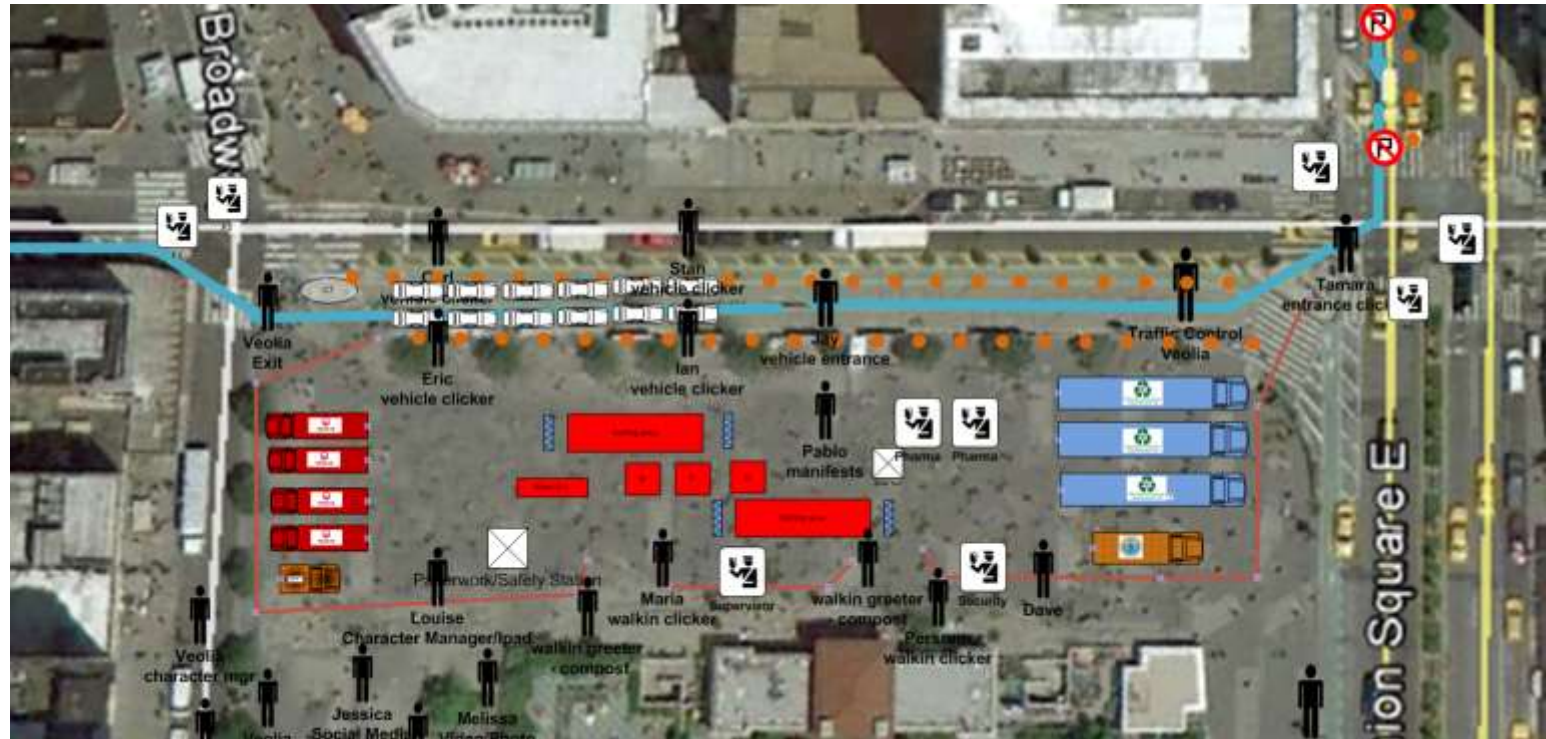 Broadw
Carl
vehicle clicker
Stan
vehicle clicker
Tamara
entrance clic
Veolia
Exit
Jay
vehicle entrance
Traffic Control
Veolia
Eric
vehicle clicker
Ian
vehicle clicker
Pablo
manifests
Pharma
Pharma
ion Square E
Paperwork/Safety Station
Louise
Character Manager/Ipad
Maria
walkin clicker
Supervisor
walkin greeter
compost
walkin greeter
- compost
Security
Dave
walkin clicker
Veolia
character mgr
Veolia
Jessica
Social Media
Melissa
Video/Photo